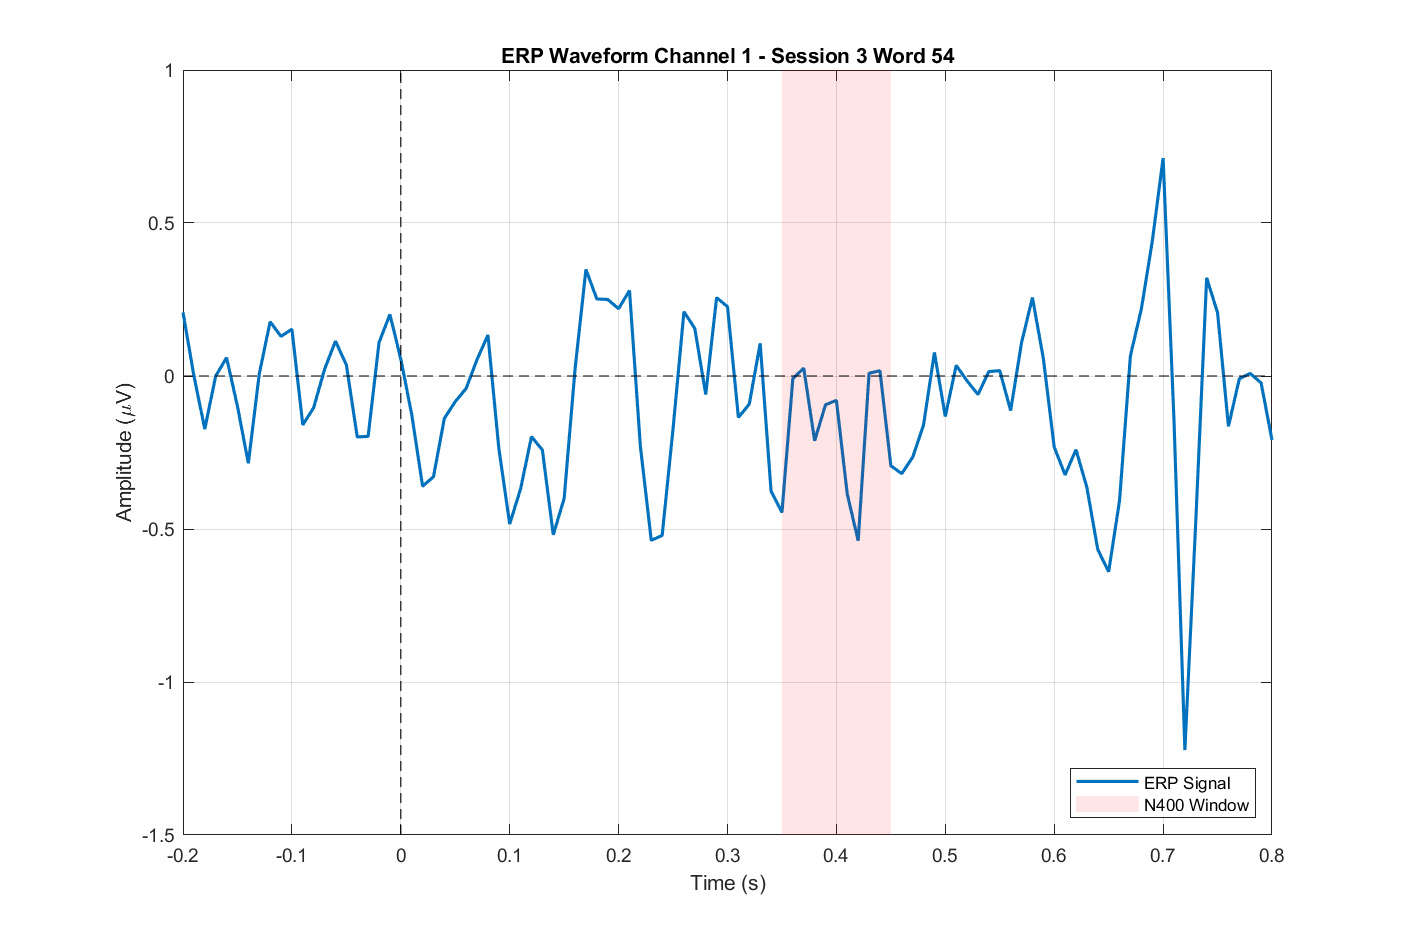 ERP Waveform Channel 1 - Session 3 Word 54
1
0.5
0
-0.5
-1
-1.5
Amplitude (μV)
-0.2 -0.1 0 0.1 0.2 0.3 0.4 0.5 0.6 0.7 0.8
Time (s)
ERP Signal
N400 Window